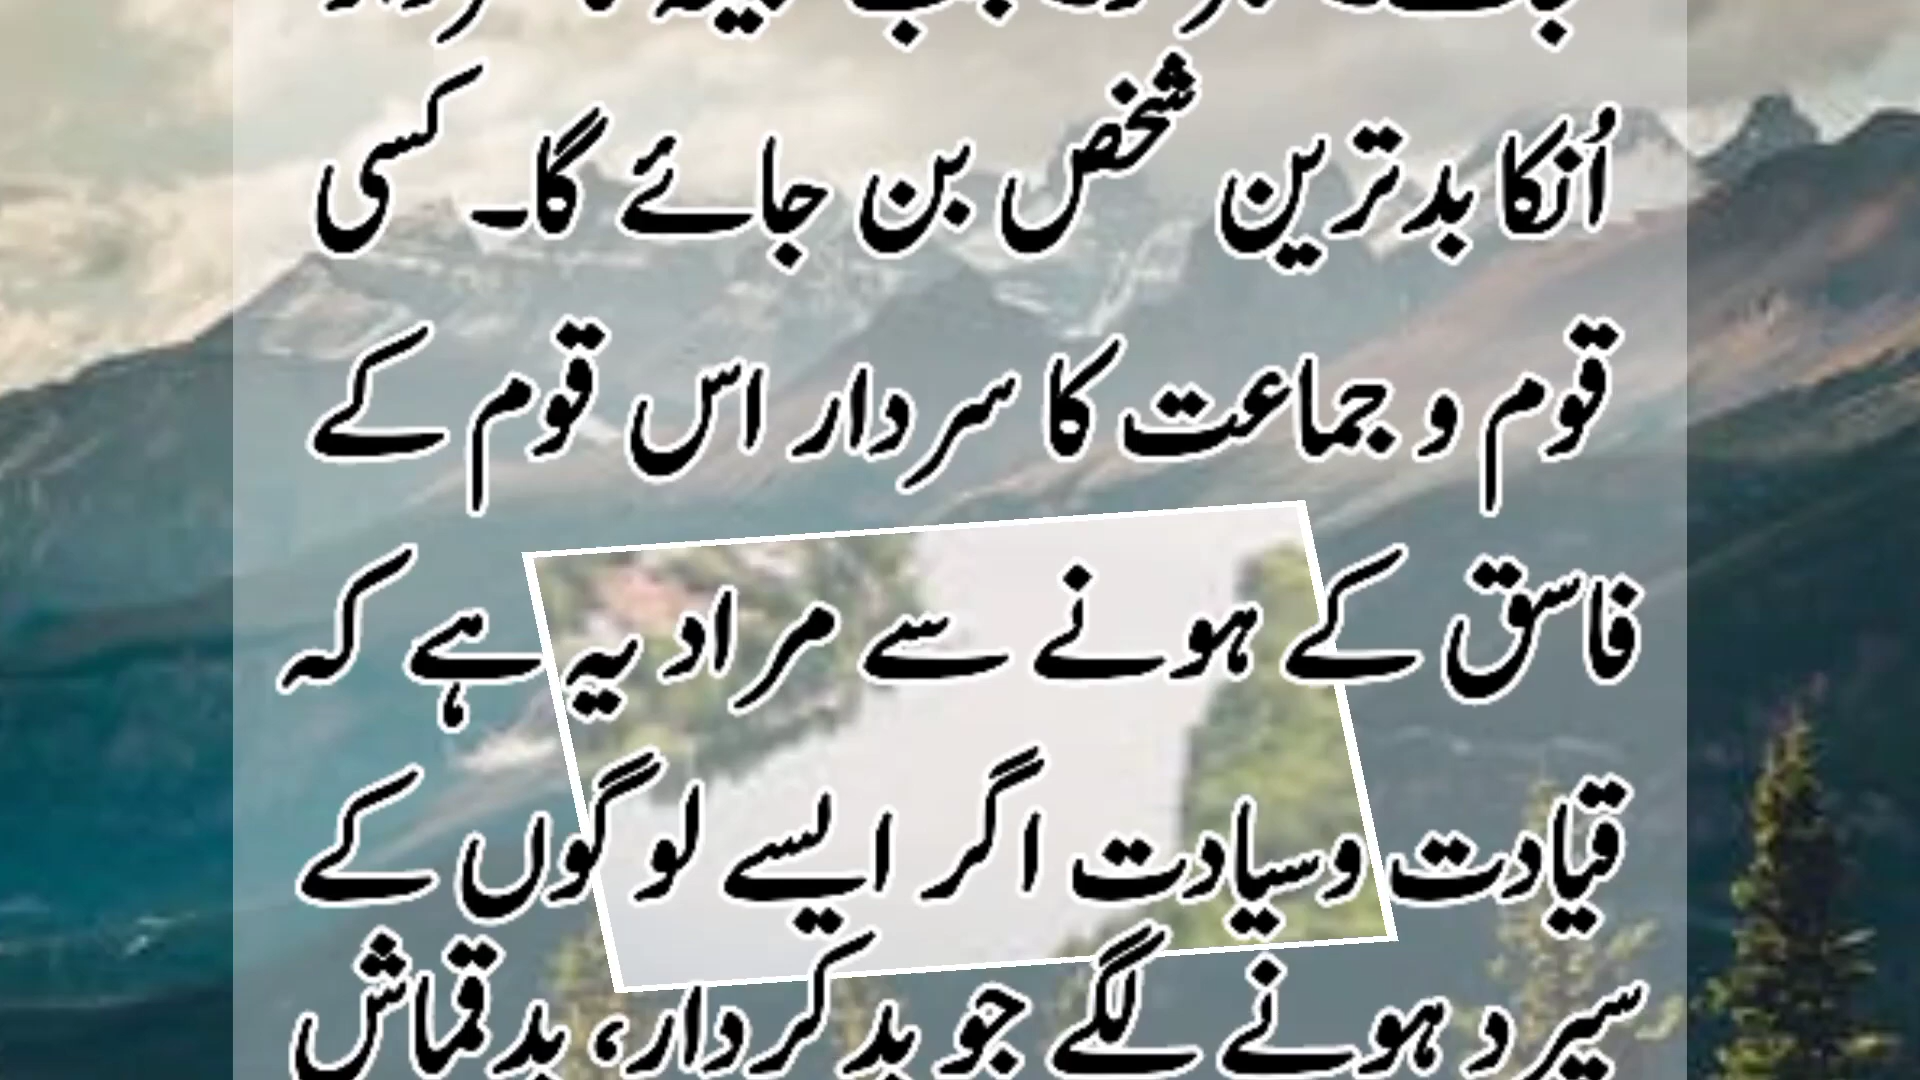 اُنکا بدترین شخص بن جائے گا۔ کسی
قوم و جماعت کا سردار اس قوم کے
فاسق کے ہونے سے مراد یہ ہے کہ
قیادت وسیادت اگر ایسے لوگوں کے
سپرد ہونے لگے جو بدکردار، بدقماش